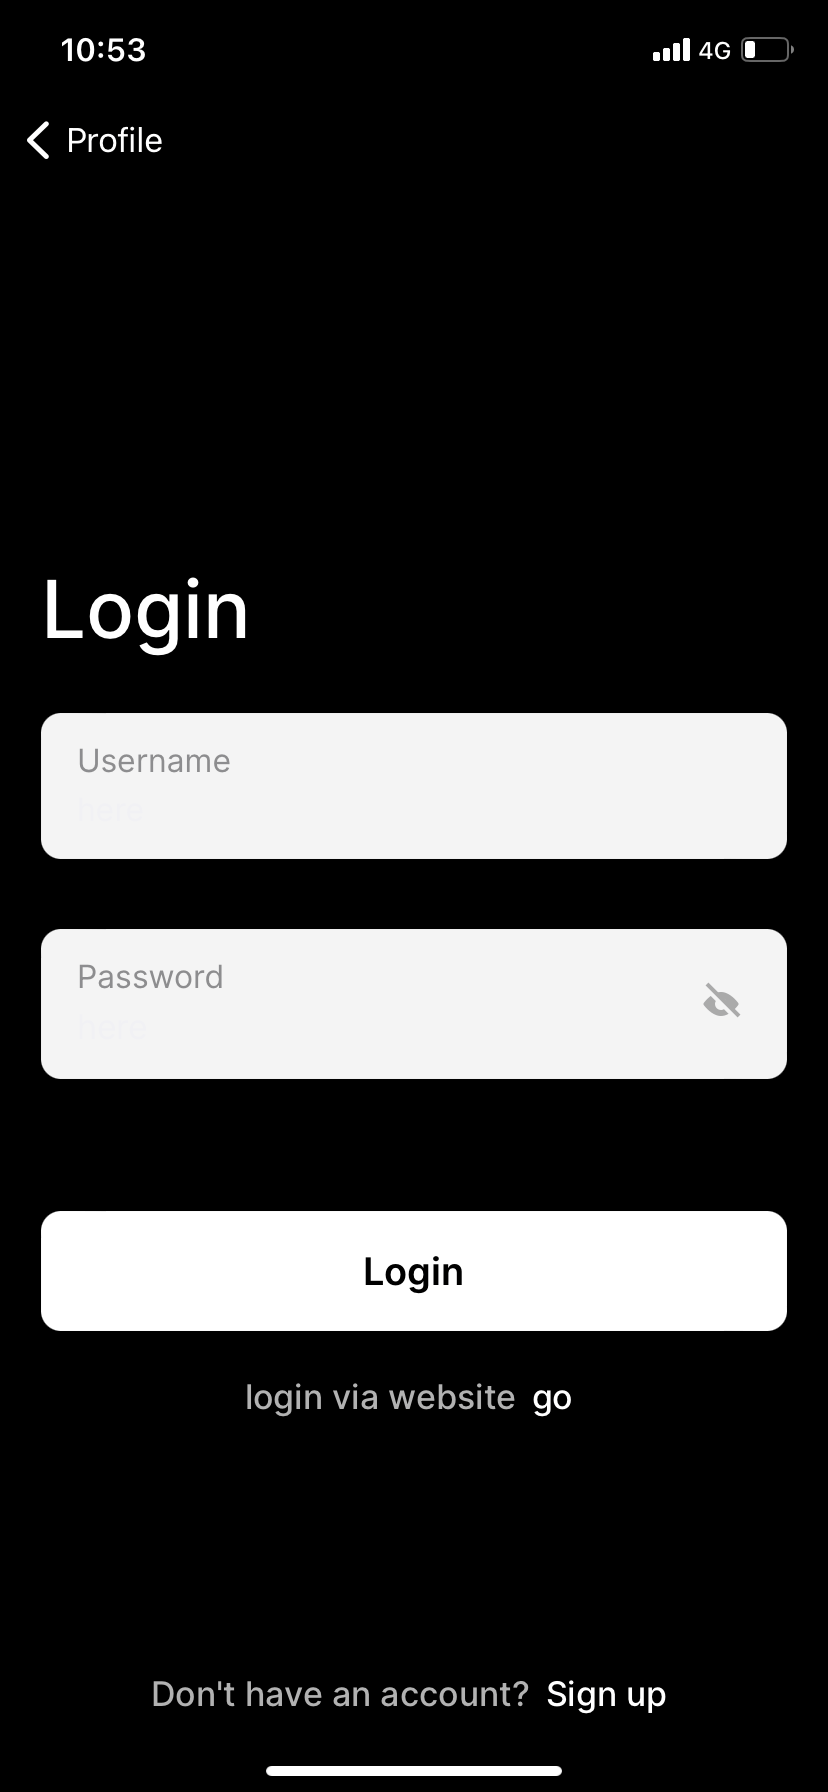 10:53 4G
Profile
Login
Username
here
Password
here
Login
login via website go
Don't have an account? Sign up